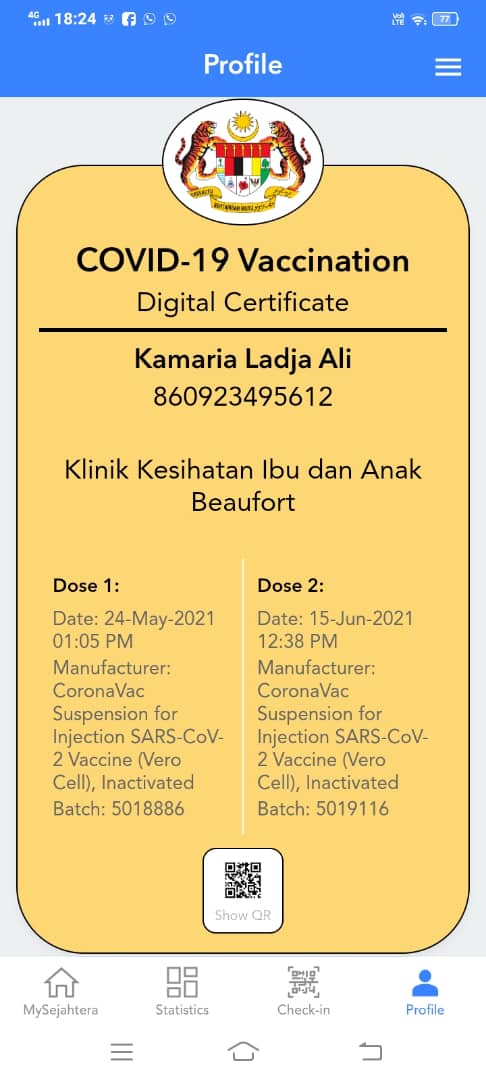 4G 18:24 Vo) LTE 77
Profile
COVID-19 Vaccination
Digital Certificate
Kamaria Ladja Ali
860923495612
Klinik Kesihatan Ibu dan Anak
Beaufort
Dose 1:
Date: 24-May-2021
01:05 PM
Manufacturer:
CoronaVac
Suspension for
Injection SARS-CoV-
2 Vaccine (Vero
Cell), Inactivated
Batch: 5018886
Dose 2:
Date: 15-Jun-2021
12:38 PM
Manufacturer:
CoronaVac
Suspension for
Injection SARS-CoV-
2 Vaccine (Vero
Cell), Inactivated
Batch: 5019116
Show QR
MySejahtera
Statistics
Check-in
Profile